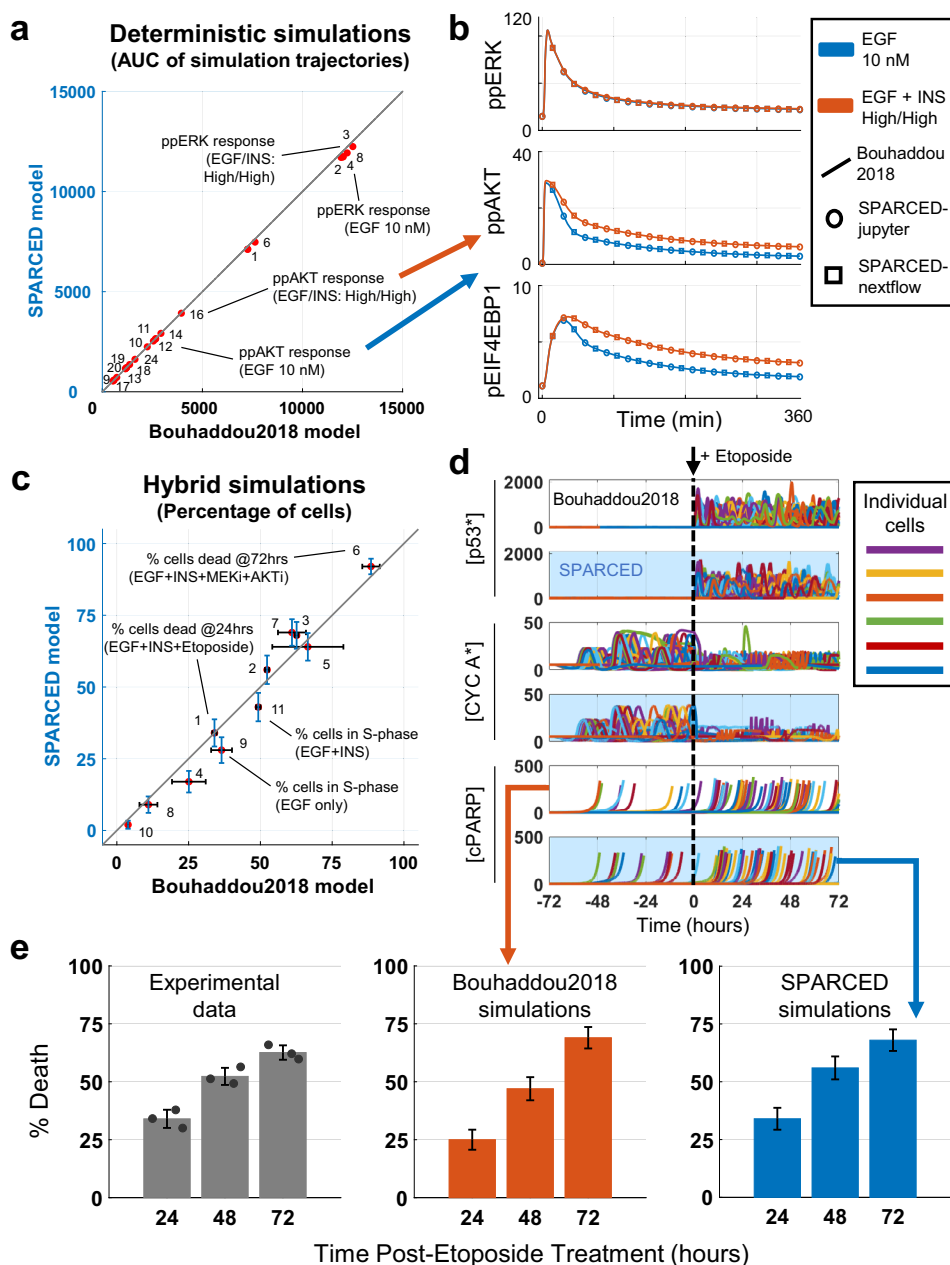 a
Deterministic simulations
(AUC of simulation trajectories)
SPARCED model
15000
10000
5000
0
0
5000
10000
15000
Bouhaddou2018 model
ppERK response
(EGF/INS:
High/High)
3
2
4
8
ppERK response
(EGF 10 nM)
6
1
ppAKT response
(EGF/INS: High/High)
16
11
14
10
12
19
24
20
18
9
13
17
ppAKT response
(EGF 10 nM)
b
ppERK
120
0
ppAKT
40
20
0
pEIF4EBP1
10
0
0
360
Time (min)
EGF
10 nM
EGF + INS
High/High
Bouhaddou
2018
SPARCED-
jupyter
SPARCED-
nextflow
c
Hybrid simulations
(Percentage of cells)
SPARCED model
100
75
50
25
0
0
25
50
75
100
Bouhaddou2018 model
6
% cells dead @72hrs
(EGF+INS+MEKi+AKTi)
7
3
% cells dead @24hrs
(EGF+INS+Etoposide)
5
2
11
1
% cells in S-phase
(EGF+INS)
9
4
% cells in S-phase
(EGF only)
8
10
d
+ Etoposide
[p53*]
2000
0
Bouhaddou2018
2000
0
SPARCED
[CYC A*]
50
0
50
0
[cPARP]
500
0
500
0
-72
-48
-24
0
24
48
72
Time (hours)
Individual
cells
e
% Death
Experimental
data
100
75
50
25
0
24
48
72
Bouhaddou2018
simulations
100
75
50
25
0
24
48
72
SPARCED
simulations
100
75
50
25
0
24
48
72
Time Post-Etoposide Treatment (hours)